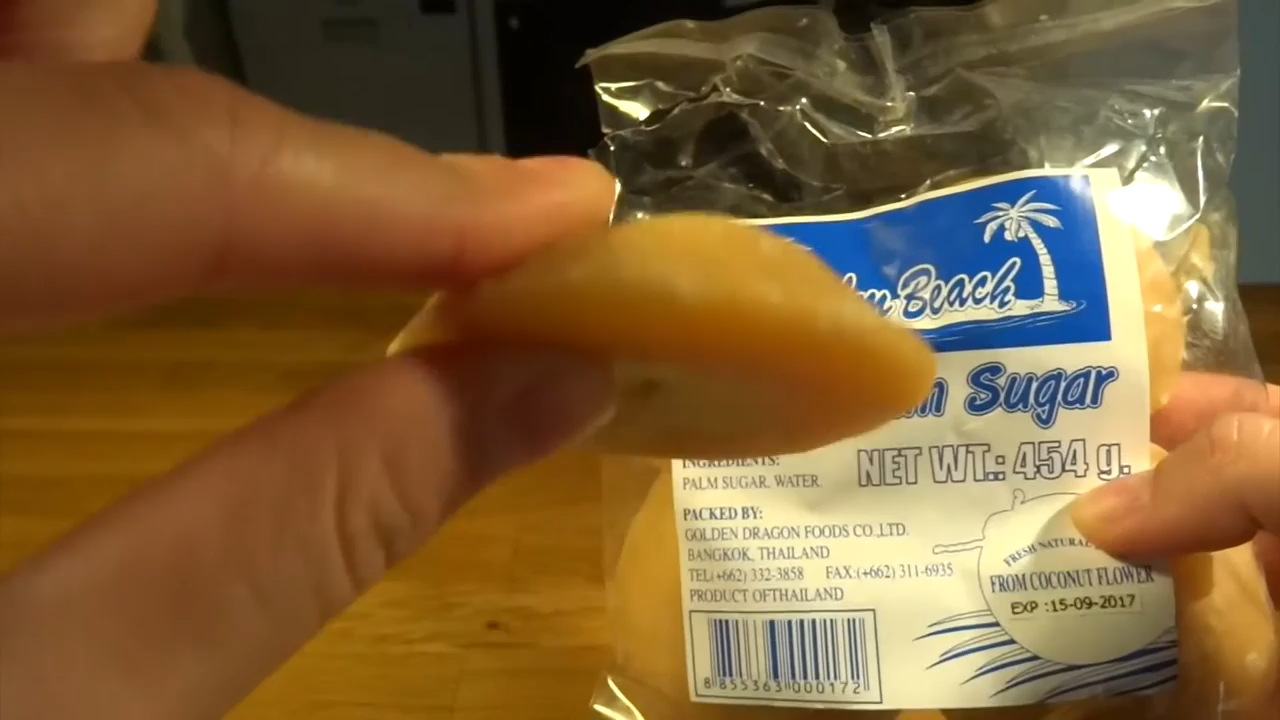 Beach
Sugar
NET WT.: 454 g.
INGREDIENTS:
PALM SUGAR. WATER.
PACKED BY:
GOLDEN DRAGON FOODS CO.,LTD.
BANGKOK, THAILAND
TEL:(+662) 332-3858 FAX:(+662) 311-6935
PRODUCT OFTHAILAND
FRESH NATURAL
FROM COCONUT FLOWER
EXP :15-09-2017
8 855363 000172